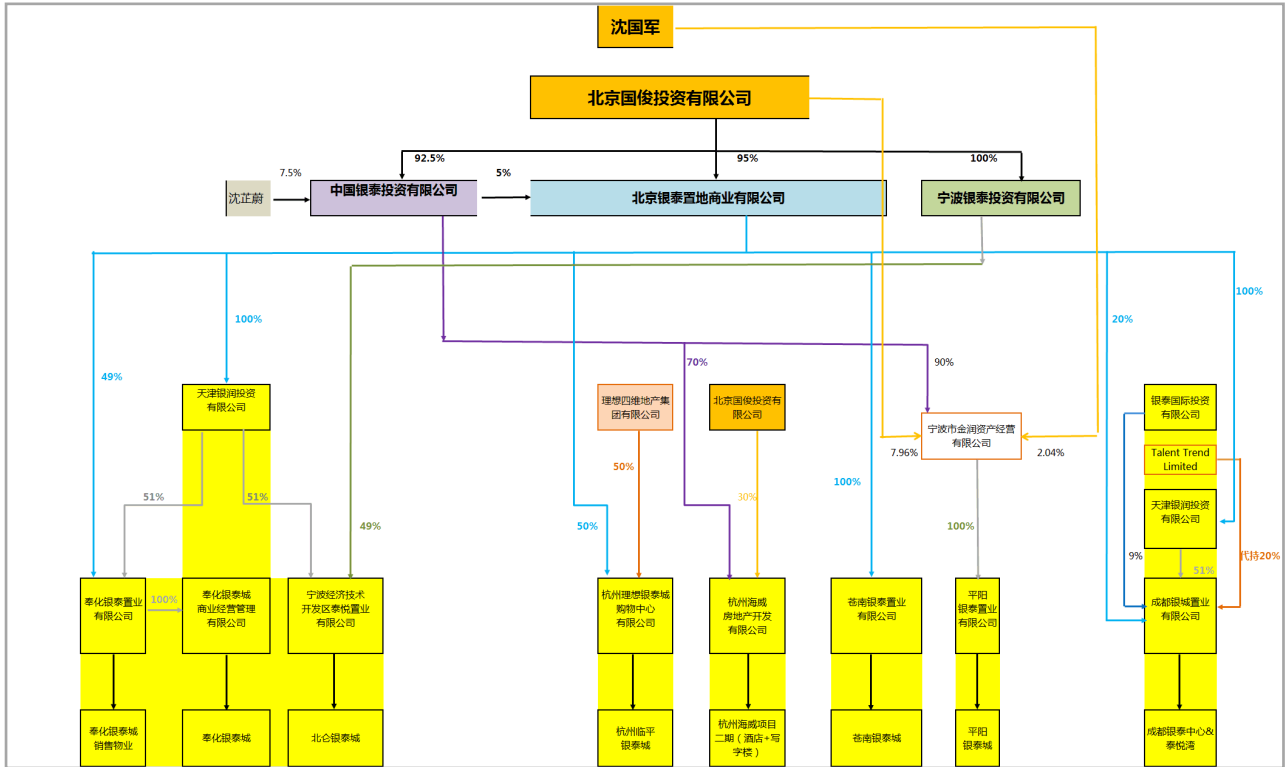 沈国军
北京国俊投资有限公司
92.5%
95%
100%
7.5%
5%
沈芷蔚
中国银泰投资有限公司
北京银泰置地商业有限公司
宁波银泰投资有限公司
100%
100%
20%
70%
90%
49%
天津银润投资
有限公司
理想四维地产集
团有限公司
北京国俊投资有
限公司
银泰国际投资
有限公司
宁波市金润资产经营
有限公司
7.96%
2.04%
Talent Trend
Limited
50%
100%
51%
51%
30%
天津银润投资
有限公司
49%
50%
100%
9%
代持20%
51%
奉化银泰置业
有限公司
100%
奉化银泰城
商业经营管理
有限公司
宁波经济技术
开发区泰悦置业
有限公司
杭州理想银泰城
购物中心
有限公司
杭州海威
房地产开发
有限公司
苍南银泰置业
有限公司
平阳
银泰置业有
限公司
成都银城置业
有限公司
奉化银泰城
销售物业
奉化银泰城
北仑银泰城
杭州临平
银泰城
杭州海威项目
二期（酒店+写
字楼）
苍南银泰城
平阳
银泰城
成都银泰中心&
泰悦湾